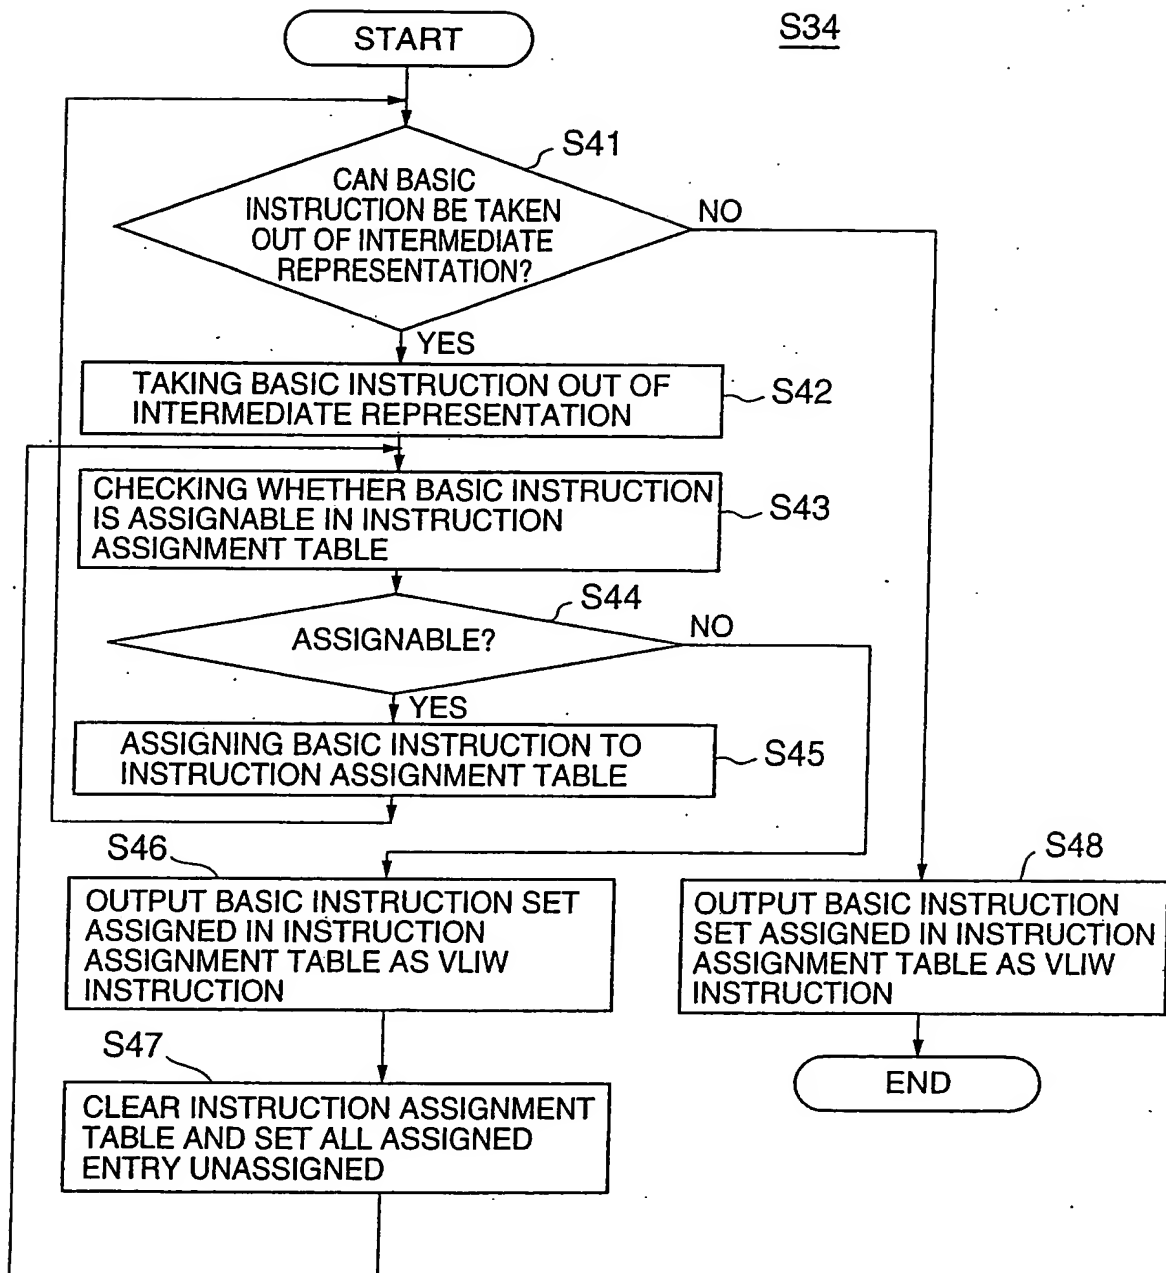 START
S34
S41
CAN BASIC
INSTRUCTION BE TAKEN
OUT OF INTERMEDIATE
REPRESENTATION?
NO
YES
TAKING BASIC INSTRUCTION OUT OF
INTERMEDIATE REPRESENTATION
S42
CHECKING WHETHER BASIC INSTRUCTION
IS ASSIGNABLE IN INSTRUCTION
ASSIGNMENT TABLE
S43
S44
ASSIGNABLE?
NO
YES
ASSIGNING BASIC INSTRUCTION TO
INSTRUCTION ASSIGNMENT TABLE
S45
S46
OUTPUT BASIC INSTRUCTION SET
ASSIGNED IN INSTRUCTION
ASSIGNMENT TABLE AS VLIW
INSTRUCTION
S48
OUTPUT BASIC INSTRUCTION
SET ASSIGNED IN INSTRUCTION
ASSIGNMENT TABLE AS VLIW
INSTRUCTION
S47
CLEAR INSTRUCTION ASSIGNMENT
TABLE AND SET ALL ASSIGNED
ENTRY UNASSIGNED
END